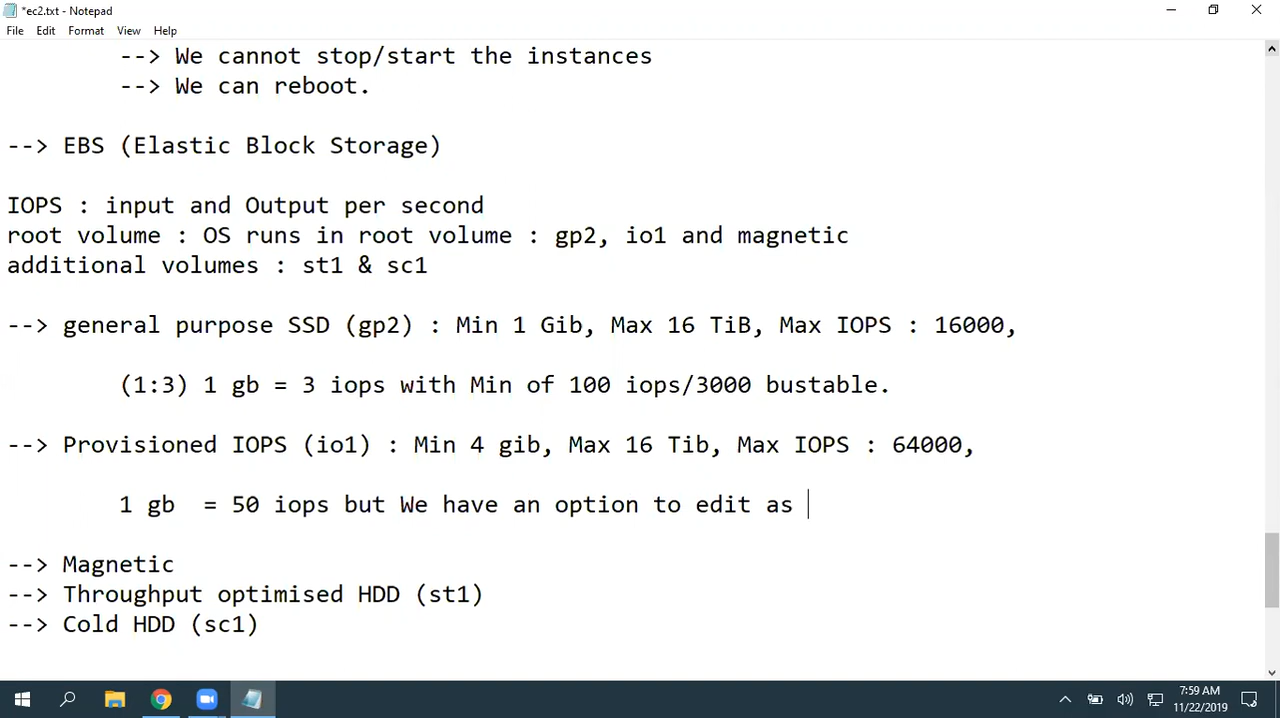 *ec2.txt - Notepad
File Edit Format View Help
--> We cannot stop/start the instances
--> We can reboot.
--> EBS (Elastic Block Storage)
IOPS : input and Output per second
root volume : OS runs in root volume : gp2, io1 and magnetic
additional volumes : st1 & sc1
--> general purpose SSD (gp2) : Min 1 Gib, Max 16 TiB, Max IOPS : 16000,
(1:3) 1 gb = 3 iops with Min of 100 iops/3000 bustable.
--> Provisioned IOPS (io1) : Min 4 gib, Max 16 Tib, Max IOPS : 64000,
1 gb  = 50 iops but We have an option to edit as
--> Magnetic
--> Throughput optimised HDD (st1)
--> Cold HDD (sc1)
7:59 AM
11/22/2019